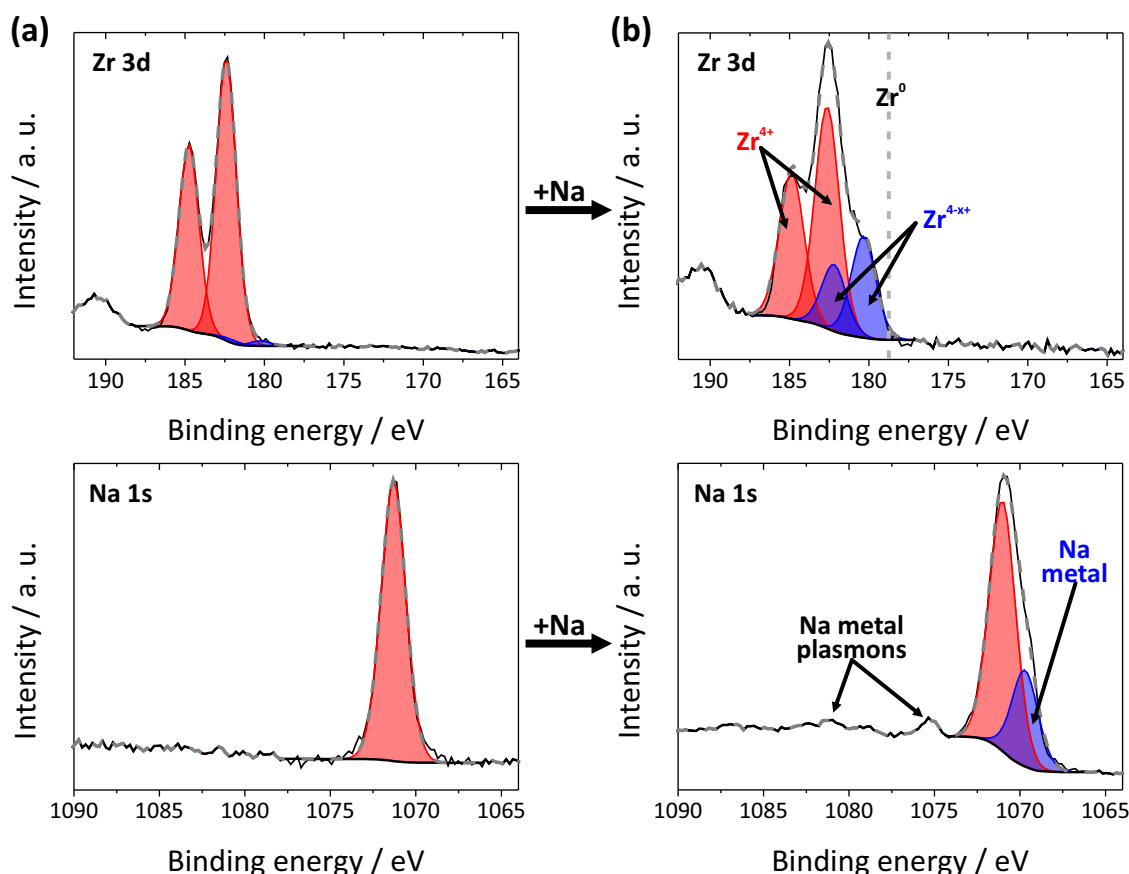 (a)
Zr 3d
Intensity / a. u.
190 185 180 175 170 165
Binding energy / eV
+Na
(b)
Zr 3d
Zr⁰
Zr⁴⁺
Zr⁴⁻ˣ⁺
Intensity / a. u.
190 185 180 175 170 165
Binding energy / eV
Na 1s
Intensity / a. u.
1090 1085 1080 1075 1070 1065
Binding energy / eV
+Na
Na 1s
Na
metal
Na metal
plasmons
Intensity / a. u.
1090 1085 1080 1075 1070 1065
Binding energy / eV